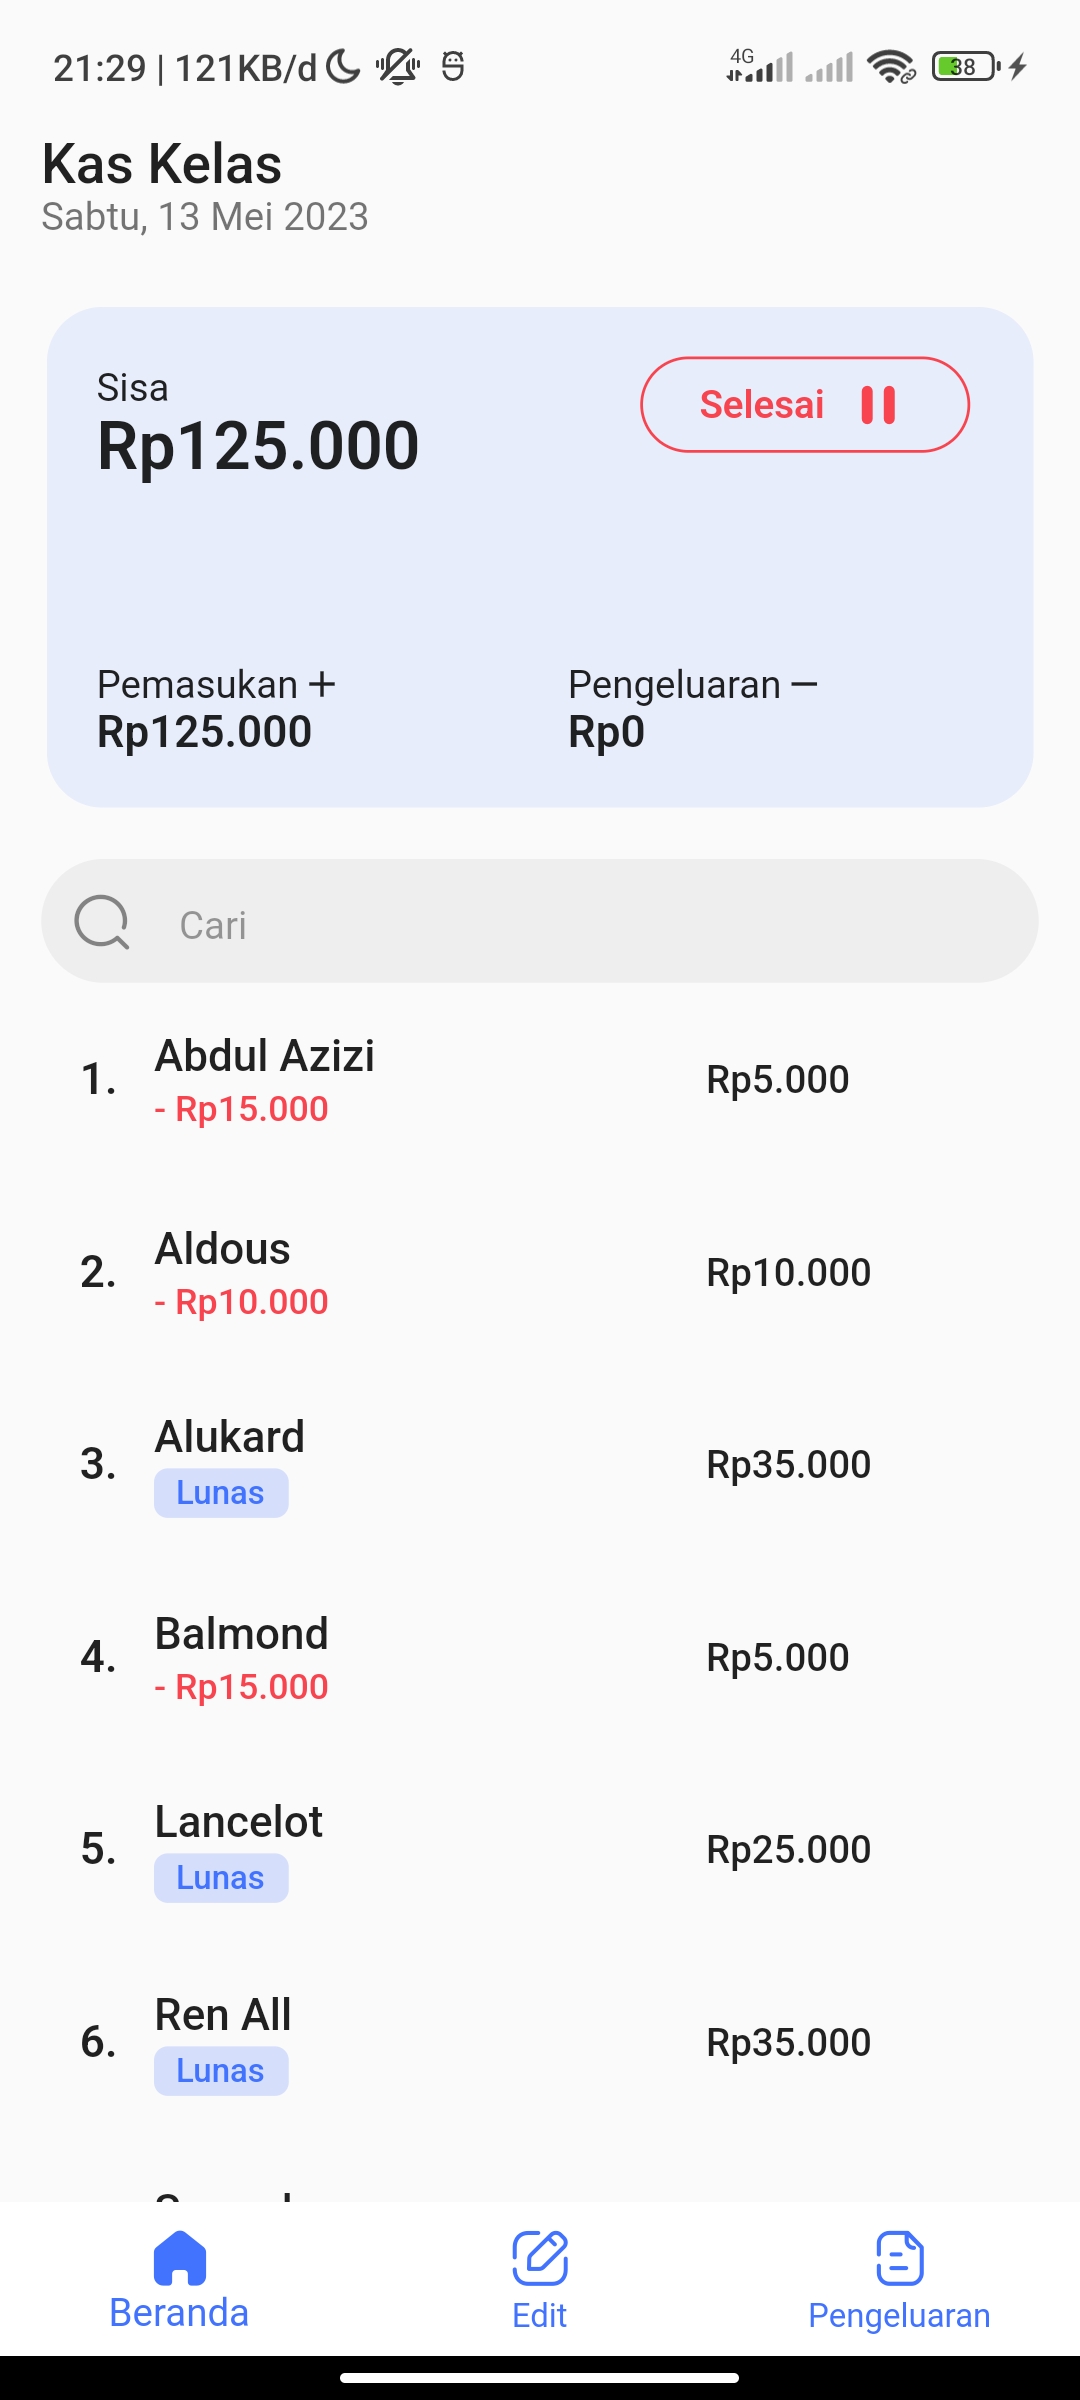 21:29 | 121KB/d
4G
38
Kas Kelas
Sabtu, 13 Mei 2023
Sisa
Rp125.000
Selesai
Pemasukan +
Rp125.000
Pengeluaran −
Rp0
Cari
1.
Abdul Azizi
- Rp15.000
Rp5.000
2.
Aldous
- Rp10.000
Rp10.000
3.
Alukard
Lunas
Rp35.000
4.
Balmond
- Rp15.000
Rp5.000
5.
Lancelot
Lunas
Rp25.000
6.
Ren All
Lunas
Rp35.000
Beranda
Edit
Pengeluaran